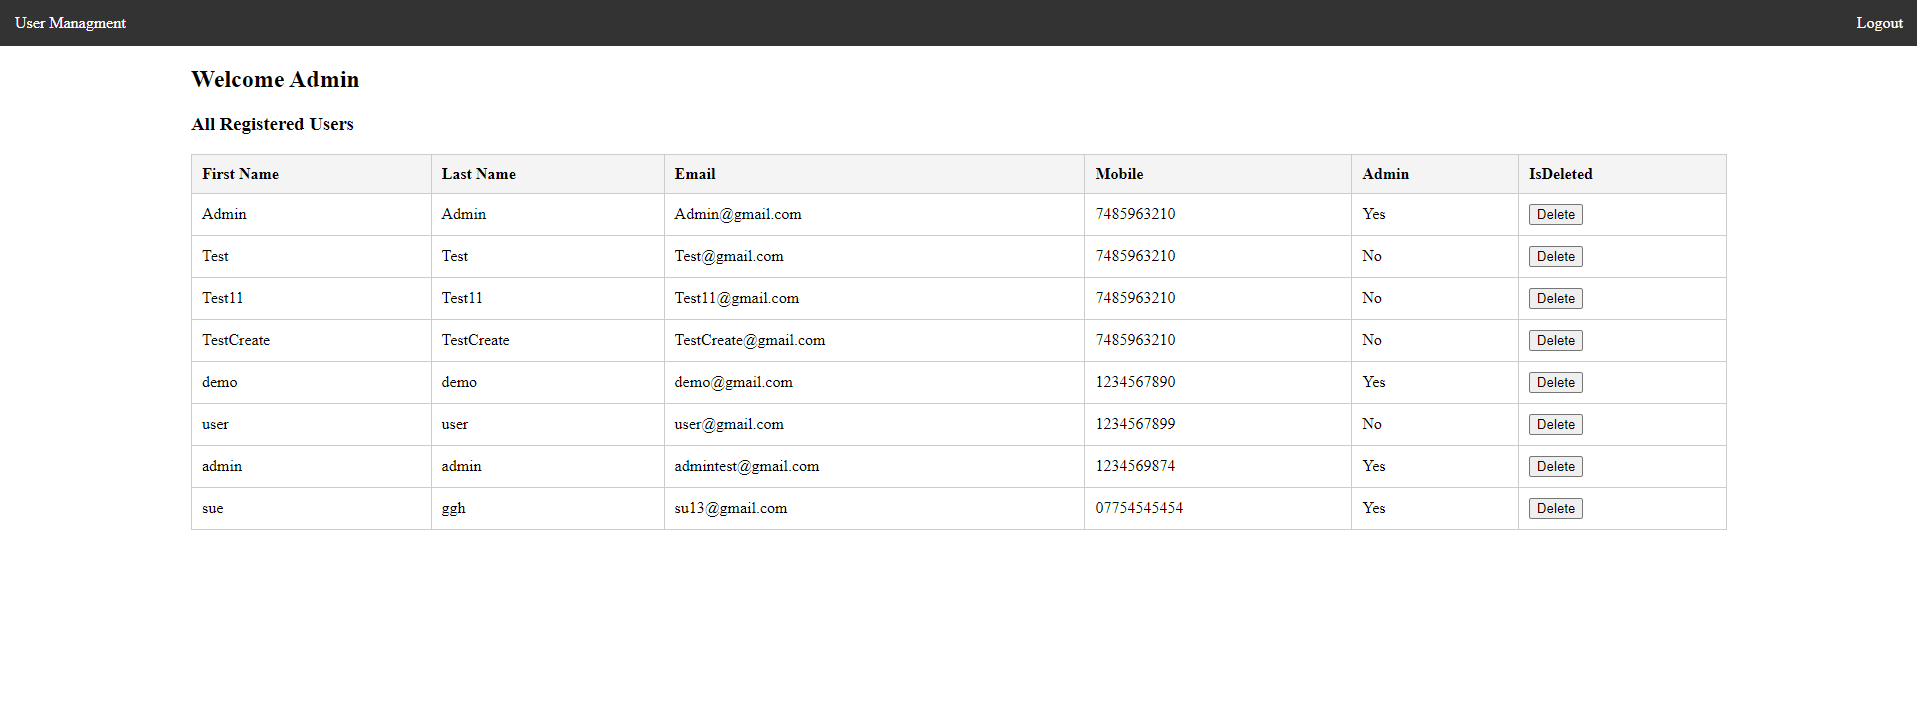 User Managment Logout
Welcome Admin
All Registered Users
First Name Last Name Email Mobile Admin IsDeleted
Admin Admin Admin@gmail.com 7485963210 Yes Delete
Test Test Test@gmail.com 7485963210 No Delete
Test11 Test11 Test11@gmail.com 7485963210 No Delete
TestCreate TestCreate TestCreate@gmail.com 7485963210 No Delete
demo demo demo@gmail.com 1234567890 Yes Delete
user user user@gmail.com 1234567899 No Delete
admin admin admintest@gmail.com 1234569874 Yes Delete
sue ggh su13@gmail.com 07754545454 Yes Delete